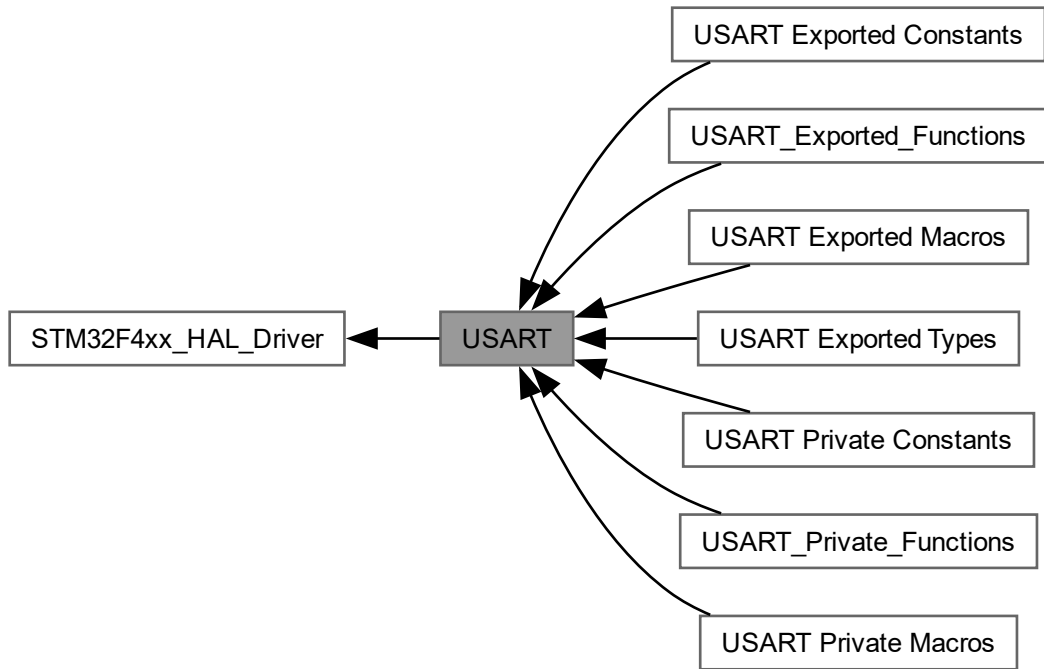 USART Exported Constants
USART_Exported_Functions
USART Exported Macros
STM32F4xx_HAL_Driver
USART
USART Exported Types
USART Private Constants
USART_Private_Functions
USART Private Macros